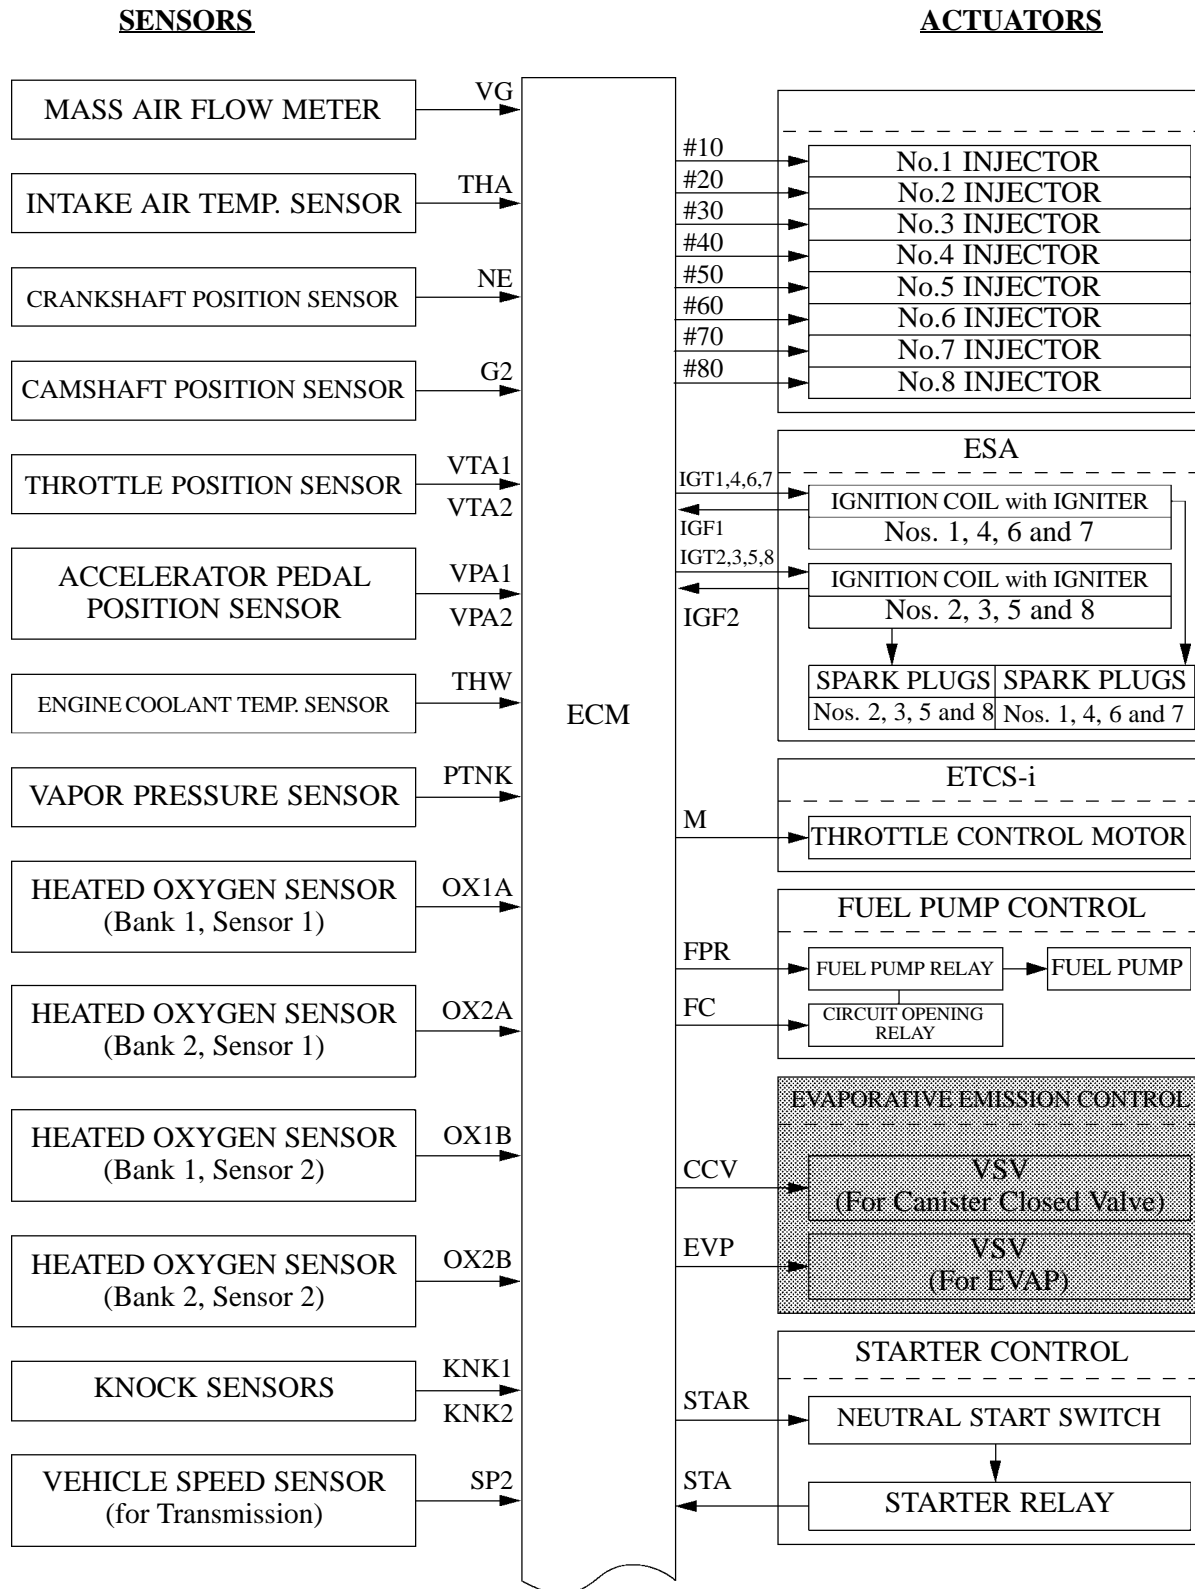 SENSORS
ACTUATORS
MASS AIR FLOW METER
VG
INTAKE AIR TEMP. SENSOR
THA
CRANKSHAFT POSITION SENSOR
NE
CAMSHAFT POSITION SENSOR
G2
THROTTLE POSITION SENSOR
VTA1
VTA2
ACCELERATOR PEDAL
POSITION SENSOR
VPA1
VPA2
ENGINE COOLANT TEMP. SENSOR
THW
VAPOR PRESSURE SENSOR
PTNK
HEATED OXYGEN SENSOR
(Bank 1, Sensor 1)
OX1A
HEATED OXYGEN SENSOR
(Bank 2, Sensor 1)
OX2A
HEATED OXYGEN SENSOR
(Bank 1, Sensor 2)
OX1B
HEATED OXYGEN SENSOR
(Bank 2, Sensor 2)
OX2B
KNOCK SENSORS
KNK1
KNK2
VEHICLE SPEED SENSOR
(for Transmission)
SP2
ECM
#10
No.1 INJECTOR
#20
No.2 INJECTOR
#30
No.3 INJECTOR
#40
No.4 INJECTOR
#50
No.5 INJECTOR
#60
No.6 INJECTOR
#70
No.7 INJECTOR
#80
No.8 INJECTOR
ESA
IGT1,4,6,7
IGF1
IGNITION COIL with IGNITER
Nos. 1, 4, 6 and 7
IGT2,3,5,8
IGF2
IGNITION COIL with IGNITER
Nos. 2, 3, 5 and 8
SPARK PLUGS
Nos. 2, 3, 5 and 8
SPARK PLUGS
Nos. 1, 4, 6 and 7
ETCS-i
M
THROTTLE CONTROL MOTOR
FUEL PUMP CONTROL
FPR
FUEL PUMP RELAY
FUEL PUMP
FC
CIRCUIT OPENING
RELAY
EVAPORATIVE EMISSION CONTROL
CCV
VSV
(For Canister Closed Valve)
EVP
VSV
(For EVAP)
STARTER CONTROL
STAR
NEUTRAL START SWITCH
STA
STARTER RELAY